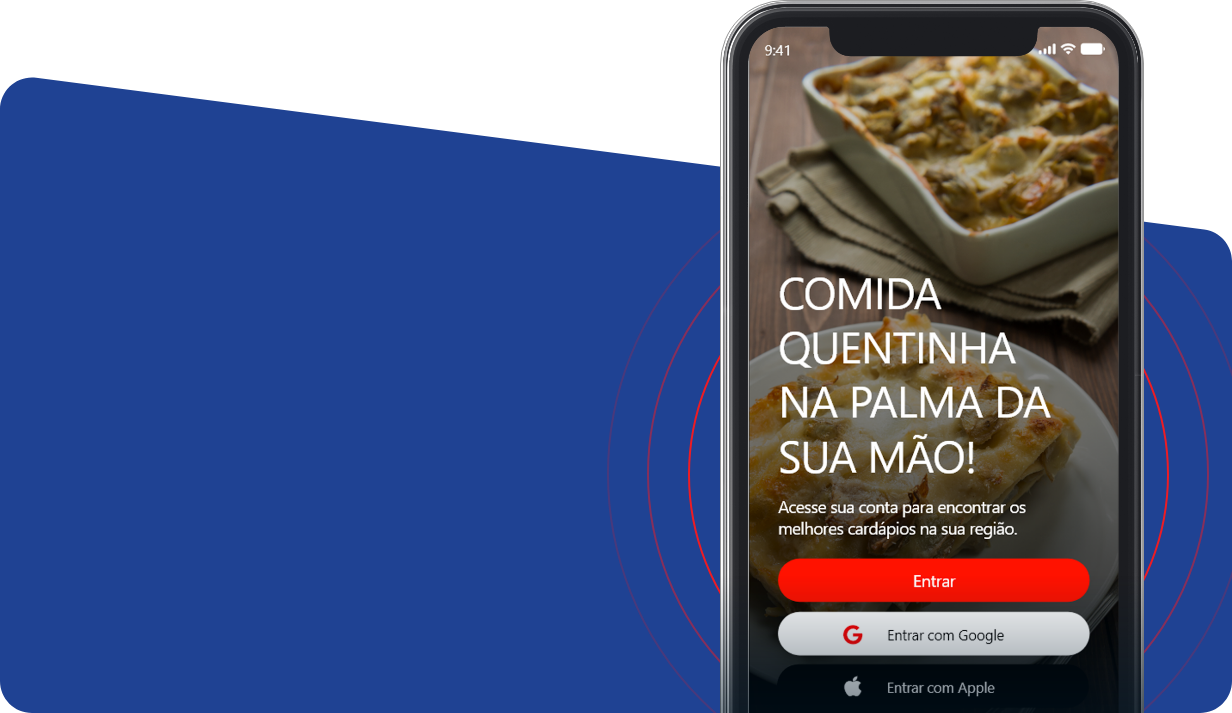 9:41
COMIDA
QUENTINHA
NA PALMA DA
SUA MÃO!
Acesse sua conta para encontrar os
melhores cardápios na sua região.
Entrar
Entrar com Google
Entrar com Apple